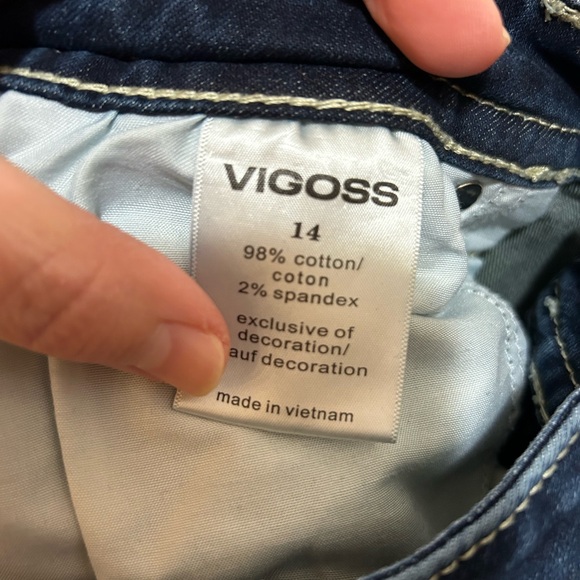 VIGOSS
14
98% cotton/
coton
2% spandex
exclusive of
decoration/
auf decoration
made in vietnam